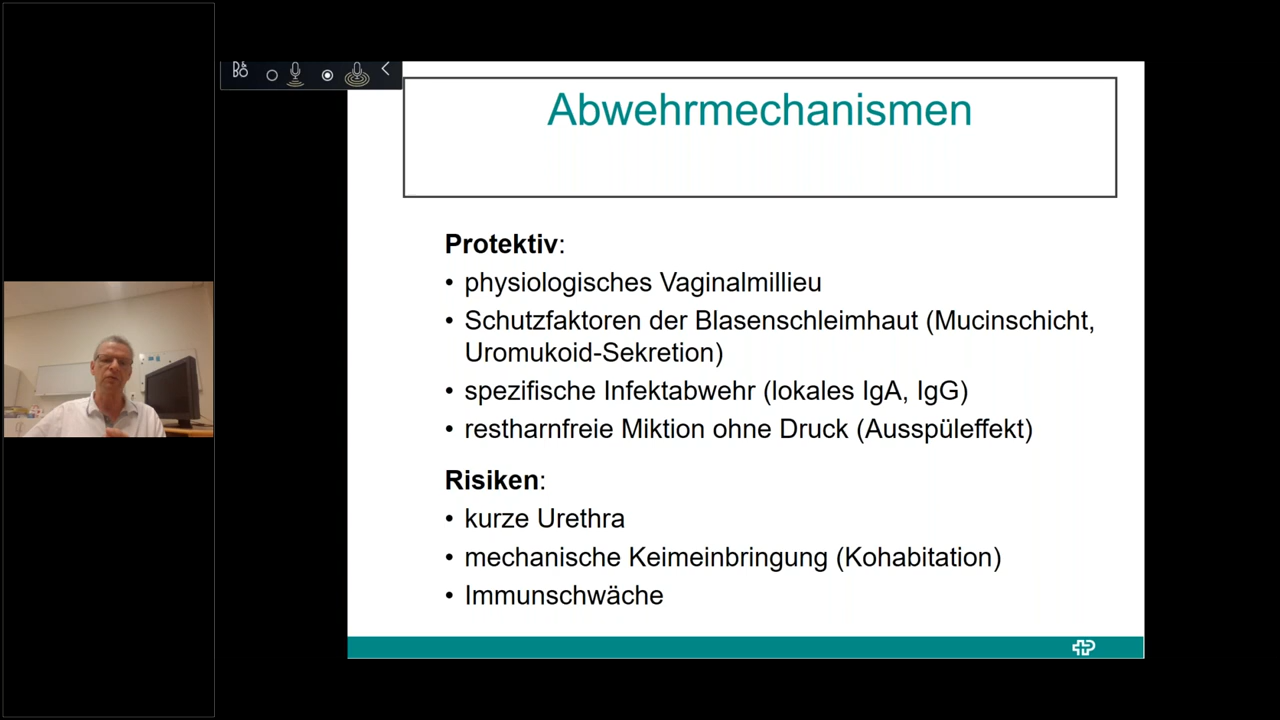 Abwehrmechanismen
Protektiv:
• physiologisches Vaginalmillieu
• Schutzfaktoren der Blasenschleimhaut (Mucinschicht,
Uromukoid-Sekretion)
• spezifische Infektabwehr (lokales IgA, IgG)
• restharnfreie Miktion ohne Druck (Ausspüleffekt)
Risiken:
• kurze Urethra
• mechanische Keimeinbringung (Kohabitation)
• Immunschwäche